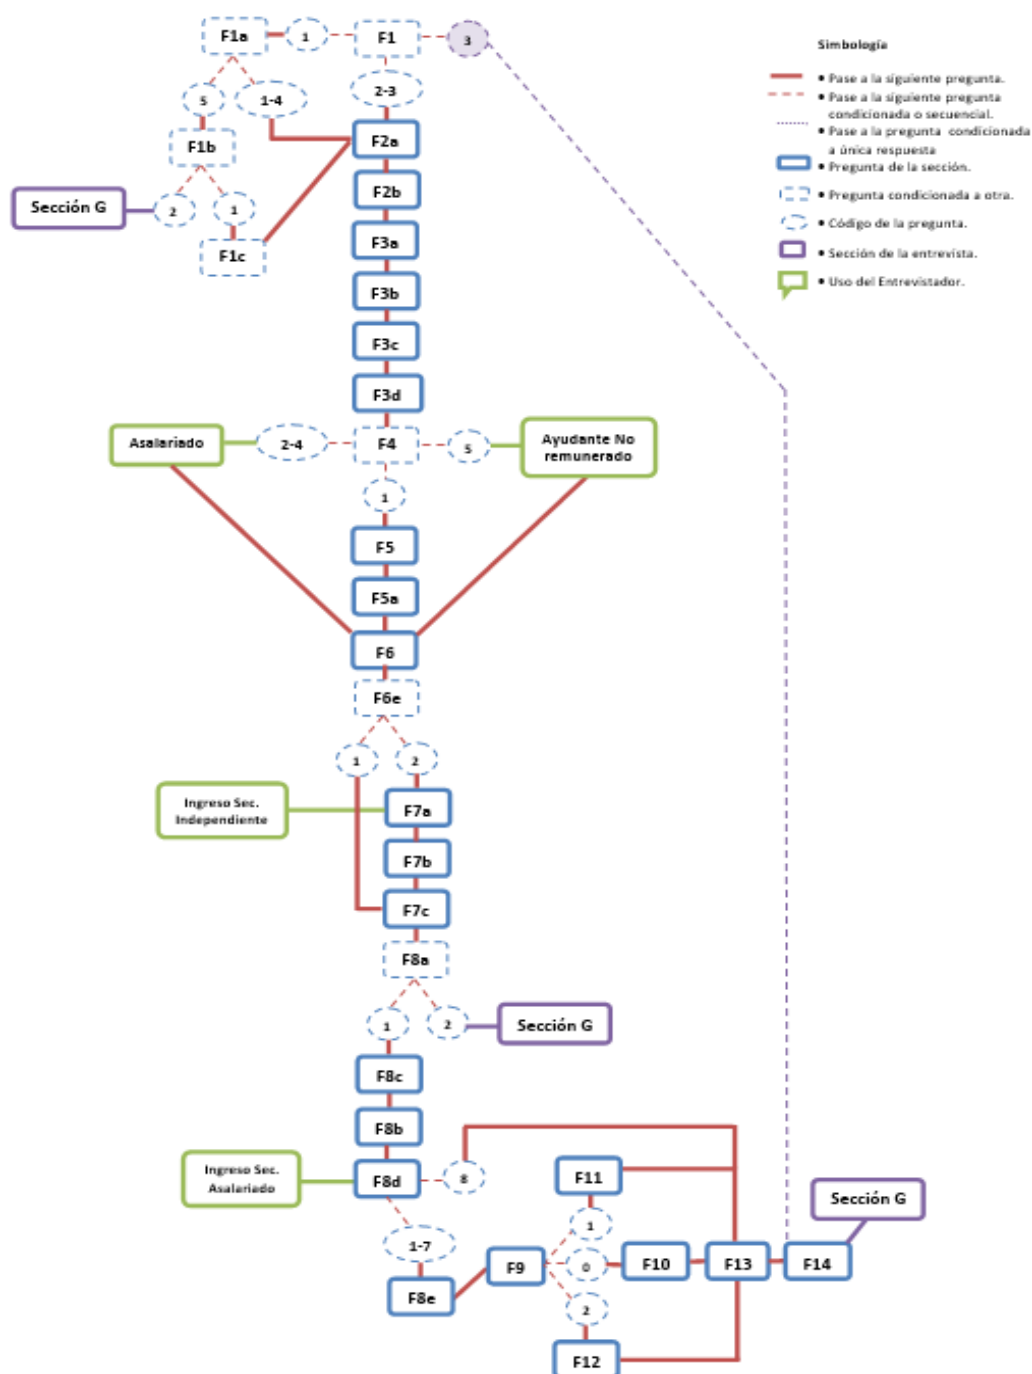 F1a
1
F1
3
5
1-4
2-3
F1b
F2a
F2b
Sección G
2
1
F1c
F3a
F3b
F3c
F3d
Asalariado
2-4
F4
5
Ayudante No
remunerado
1
F5
F5a
F6
F6e
1
2
Ingreso Sec.
Independiente
F7a
F7b
F7c
F8a
1
2
Sección G
F8c
F8b
Ingreso Sec.
Asalariado
F8d
8
1-7
F8e
F9
F11
1
0
2
F10
F12
F13
F14
Sección G
Simbología
• Pase a la siguiente pregunta.
• Pase a la siguiente pregunta
condicionada o secuencial.
• Pase a la pregunta condicionada
a única respuesta
• Pregunta de la sección.
• Pregunta condicionada a otra.
• Código de la pregunta.
• Sección de la entrevista.
• Uso del Entrevistador.